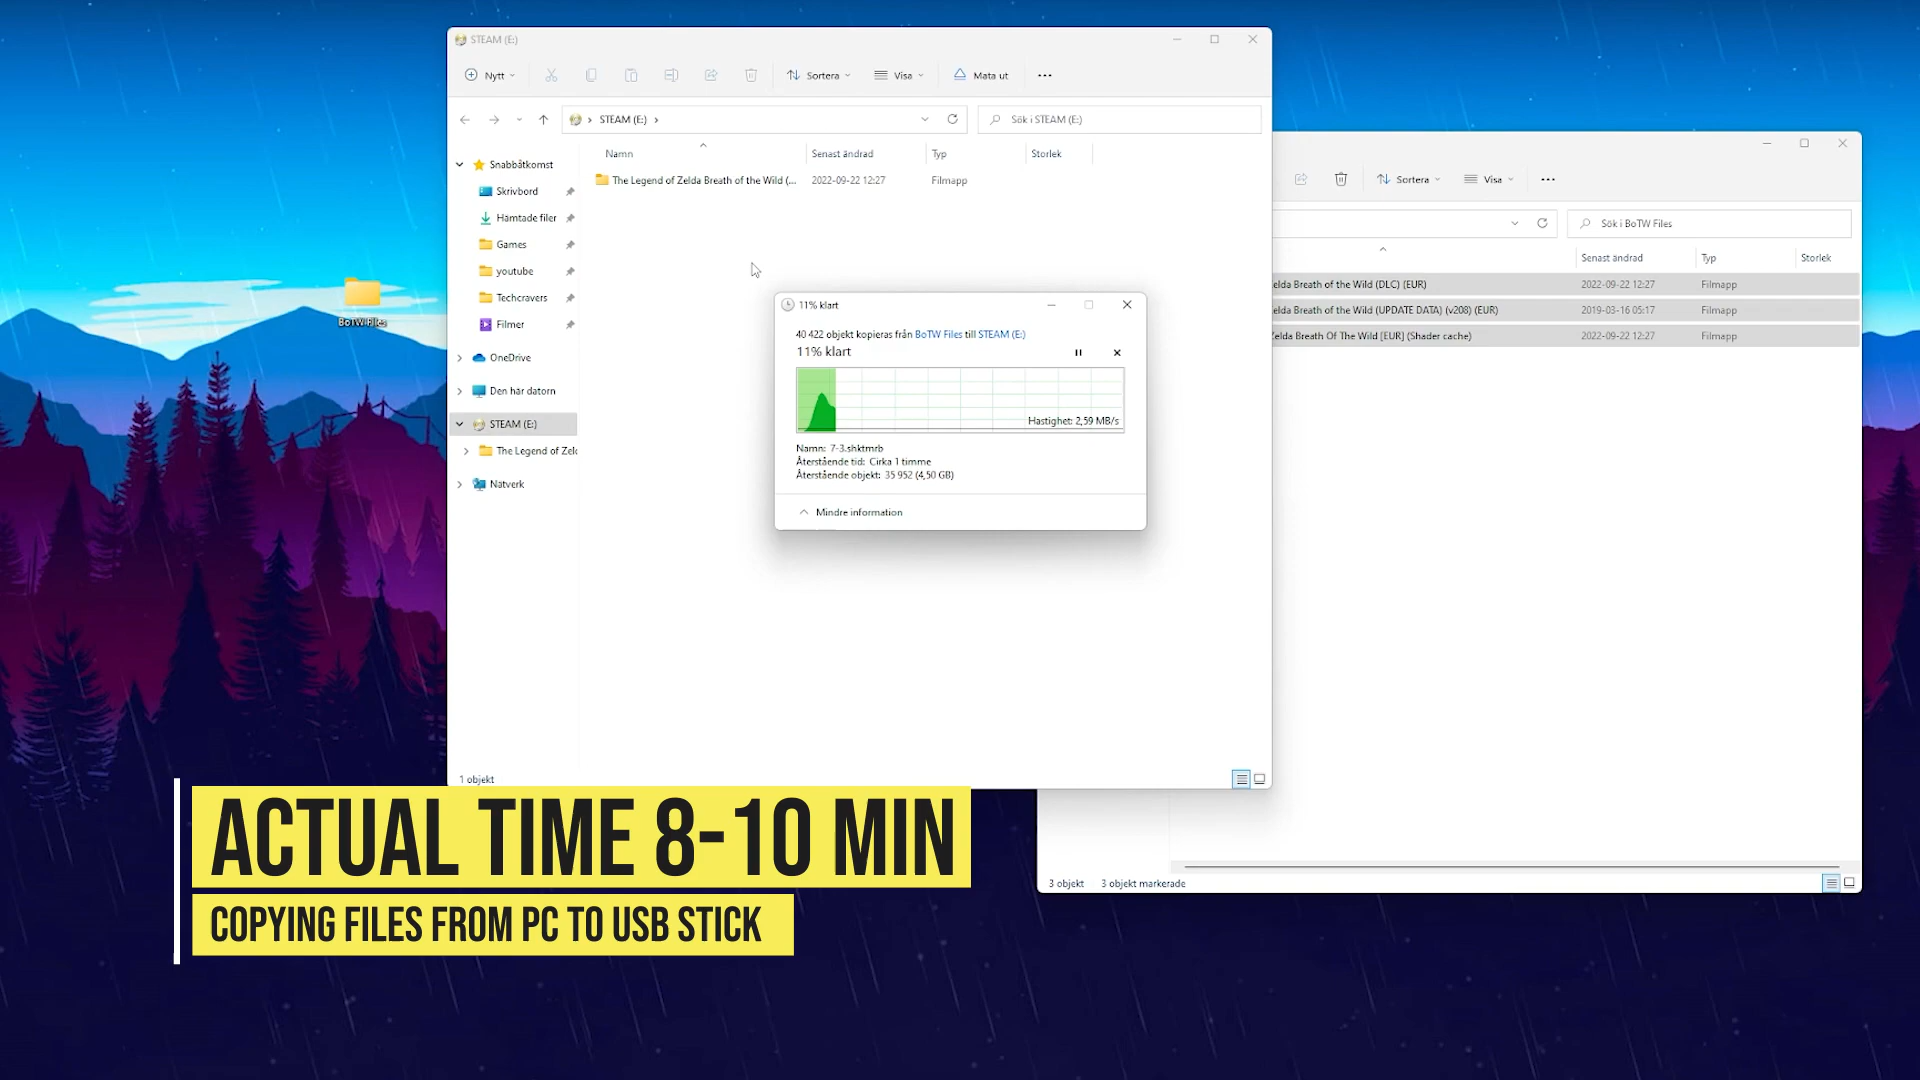 STEAM (E:)
Nytt
Sortera
Visa
Mata ut
STEAM (E:)
Sök i STEAM (E:)
Namn
Senast ändrad
Typ
Storlek
The Legend of Zelda Breath of the Wild (...
2022-09-22 12:27
Filmapp
Snabbåtkomst
Skrivbord
Hämtade filer
Games
youtube
Techcravers
Filmer
OneDrive
Den här datorn
STEAM (E:)
The Legend of Zeld
Nätverk
1 objekt
11% klart
40 422 objekt kopieras från BoTW Files till STEAM (E:)
11% klart
Hastighet: 2,59 MB/s
Namn: 7-3.shktmrb
Återstående tid: Cirka 1 timme
Återstående objekt: 35 952 (4,50 GB)
Mindre information
BoTW Files
Sortera
Visa
Sök i BoTW Files
Senast ändrad
Typ
Storlek
elda Breath of the Wild (DLC) (EUR)
2022-09-22 12:27
Filmapp
elda Breath of the Wild (UPDATE DATA) (v208) (EUR)
2019-03-16 05:17
Filmapp
Zelda Breath Of The Wild [EUR] (Shader cache)
2022-09-22 12:27
Filmapp
3 objekt
3 objekt markerade
ACTUAL TIME 8-10 MIN
COPYING FILES FROM PC TO USB STICK